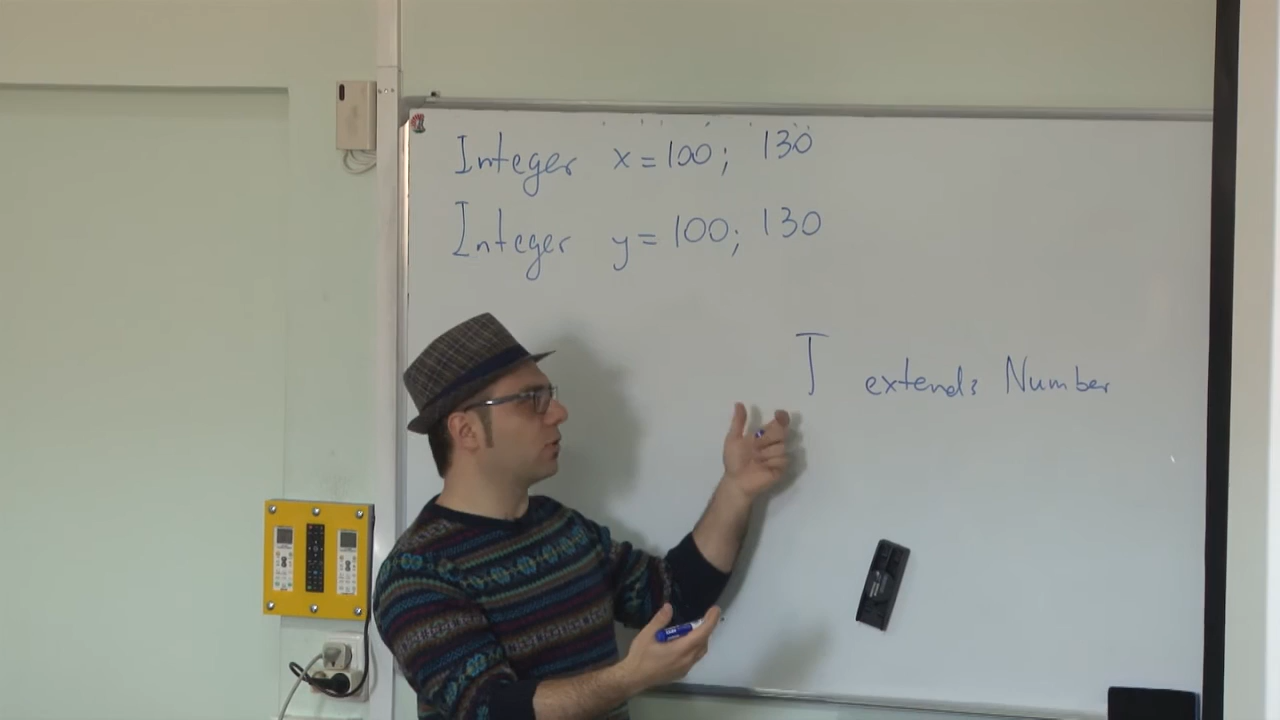 Integer x = 100; 130
Integer y = 100; 130
T extends Number